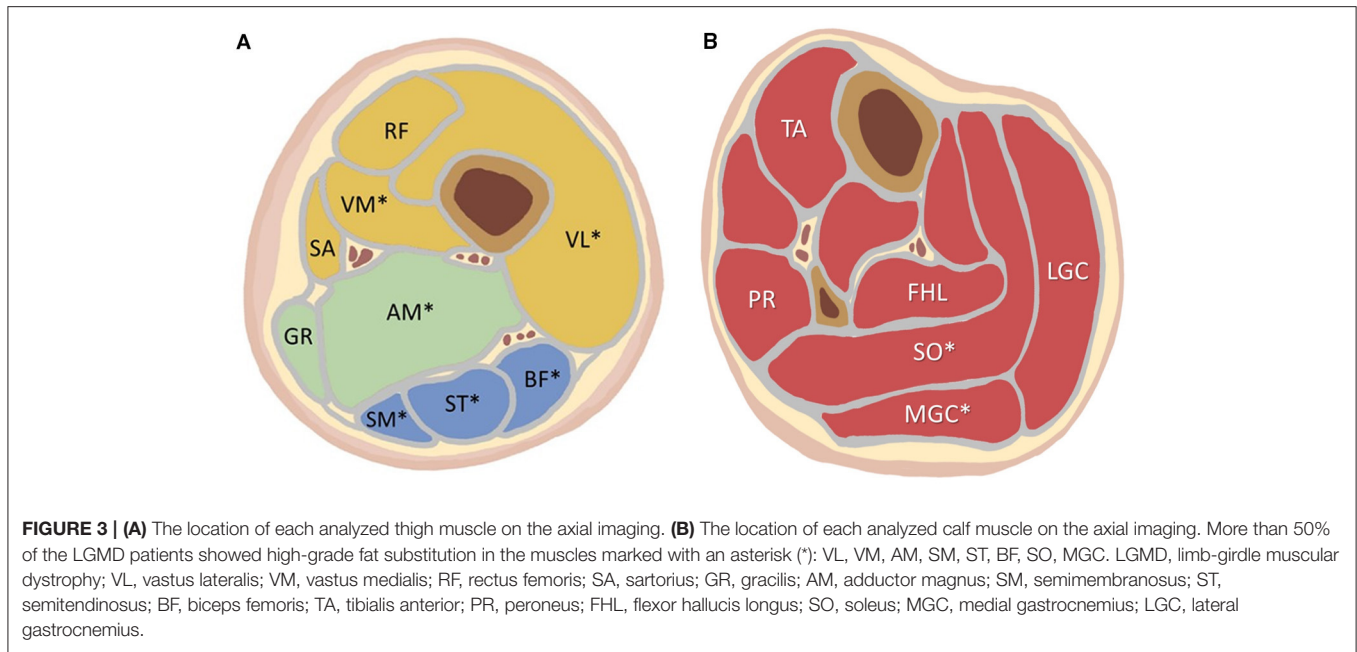 A
B
RF
TA
VM*
VL*
SA
LGC
AM*
PR
FHL
GR
SO*
BF*
ST*
SM*
MGC*
FIGURE 3 | (A) The location of each analyzed thigh muscle on the axial imaging. (B) The location of each analyzed calf muscle on the axial imaging. More than 50%
of the LGMD patients showed high-grade fat substitution in the muscles marked with an asterisk (*): VL, VM, AM, SM, ST, BF, SO, MGC. LGMD, limb-girdle muscular
dystrophy; VL, vastus lateralis; VM, vastus medialis; RF, rectus femoris; SA, sartorius; GR, gracilis; AM, adductor magnus; SM, semimembranosus; ST,
semitendinosus; BF, biceps femoris; TA, tibialis anterior; PR, peroneus; FHL, flexor hallucis longus; SO, soleus; MGC, medial gastrocnemius; LGC, lateral
gastrocnemius.